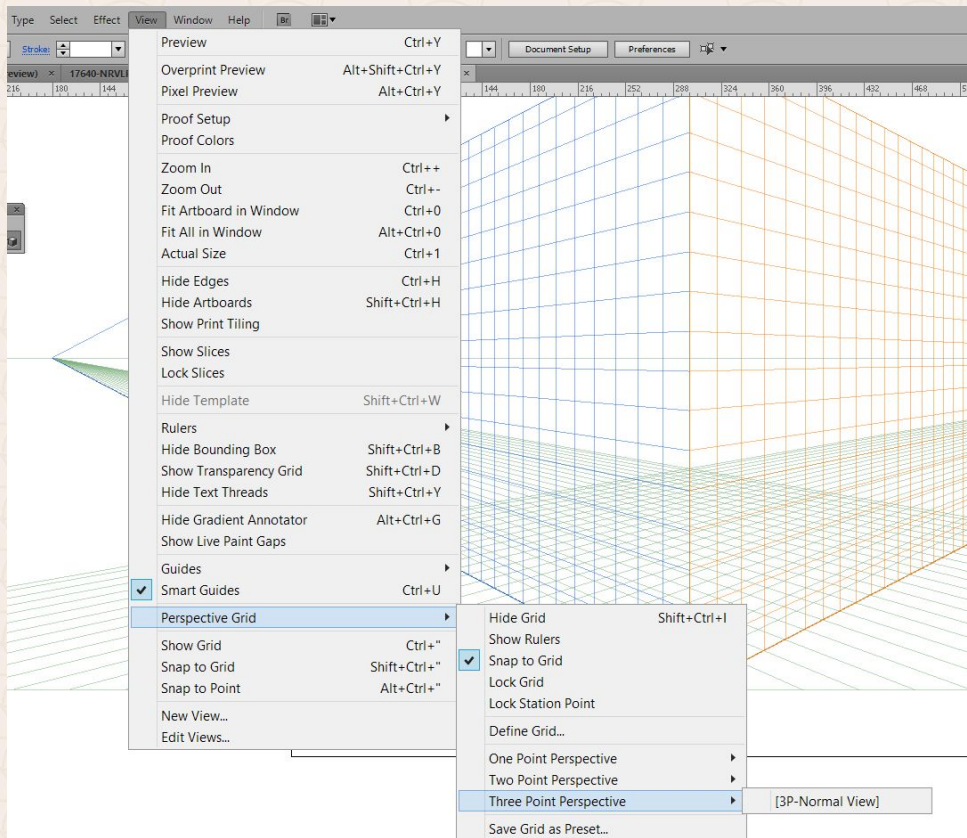 Type Select Effect View Window Help Br
Stroke: Document Setup Preferences
review) × 17640-NRVLI ×
216 180 144 144 180 216 252 288 324 360 396 432 468
Preview Ctrl+Y
Overprint Preview Alt+Shift+Ctrl+Y
Pixel Preview Alt+Ctrl+Y
Proof Setup
Proof Colors
Zoom In Ctrl++
Zoom Out Ctrl+-
Fit Artboard in Window Ctrl+0
Fit All in Window Alt+Ctrl+0
Actual Size Ctrl+1
Hide Edges Ctrl+H
Hide Artboards Shift+Ctrl+H
Show Print Tiling
Show Slices
Lock Slices
Hide Template Shift+Ctrl+W
Rulers
Hide Bounding Box Shift+Ctrl+B
Show Transparency Grid Shift+Ctrl+D
Hide Text Threads Shift+Ctrl+Y
Hide Gradient Annotator Alt+Ctrl+G
Show Live Paint Gaps
Guides
Smart Guides Ctrl+U
Perspective Grid
Show Grid Ctrl+"
Snap to Grid Shift+Ctrl+"
Snap to Point Alt+Ctrl+"
New View...
Edit Views...
Hide Grid Shift+Ctrl+I
Show Rulers
Snap to Grid
Lock Grid
Lock Station Point
Define Grid...
One Point Perspective
Two Point Perspective
Three Point Perspective
[3P-Normal View]
Save Grid as Preset...